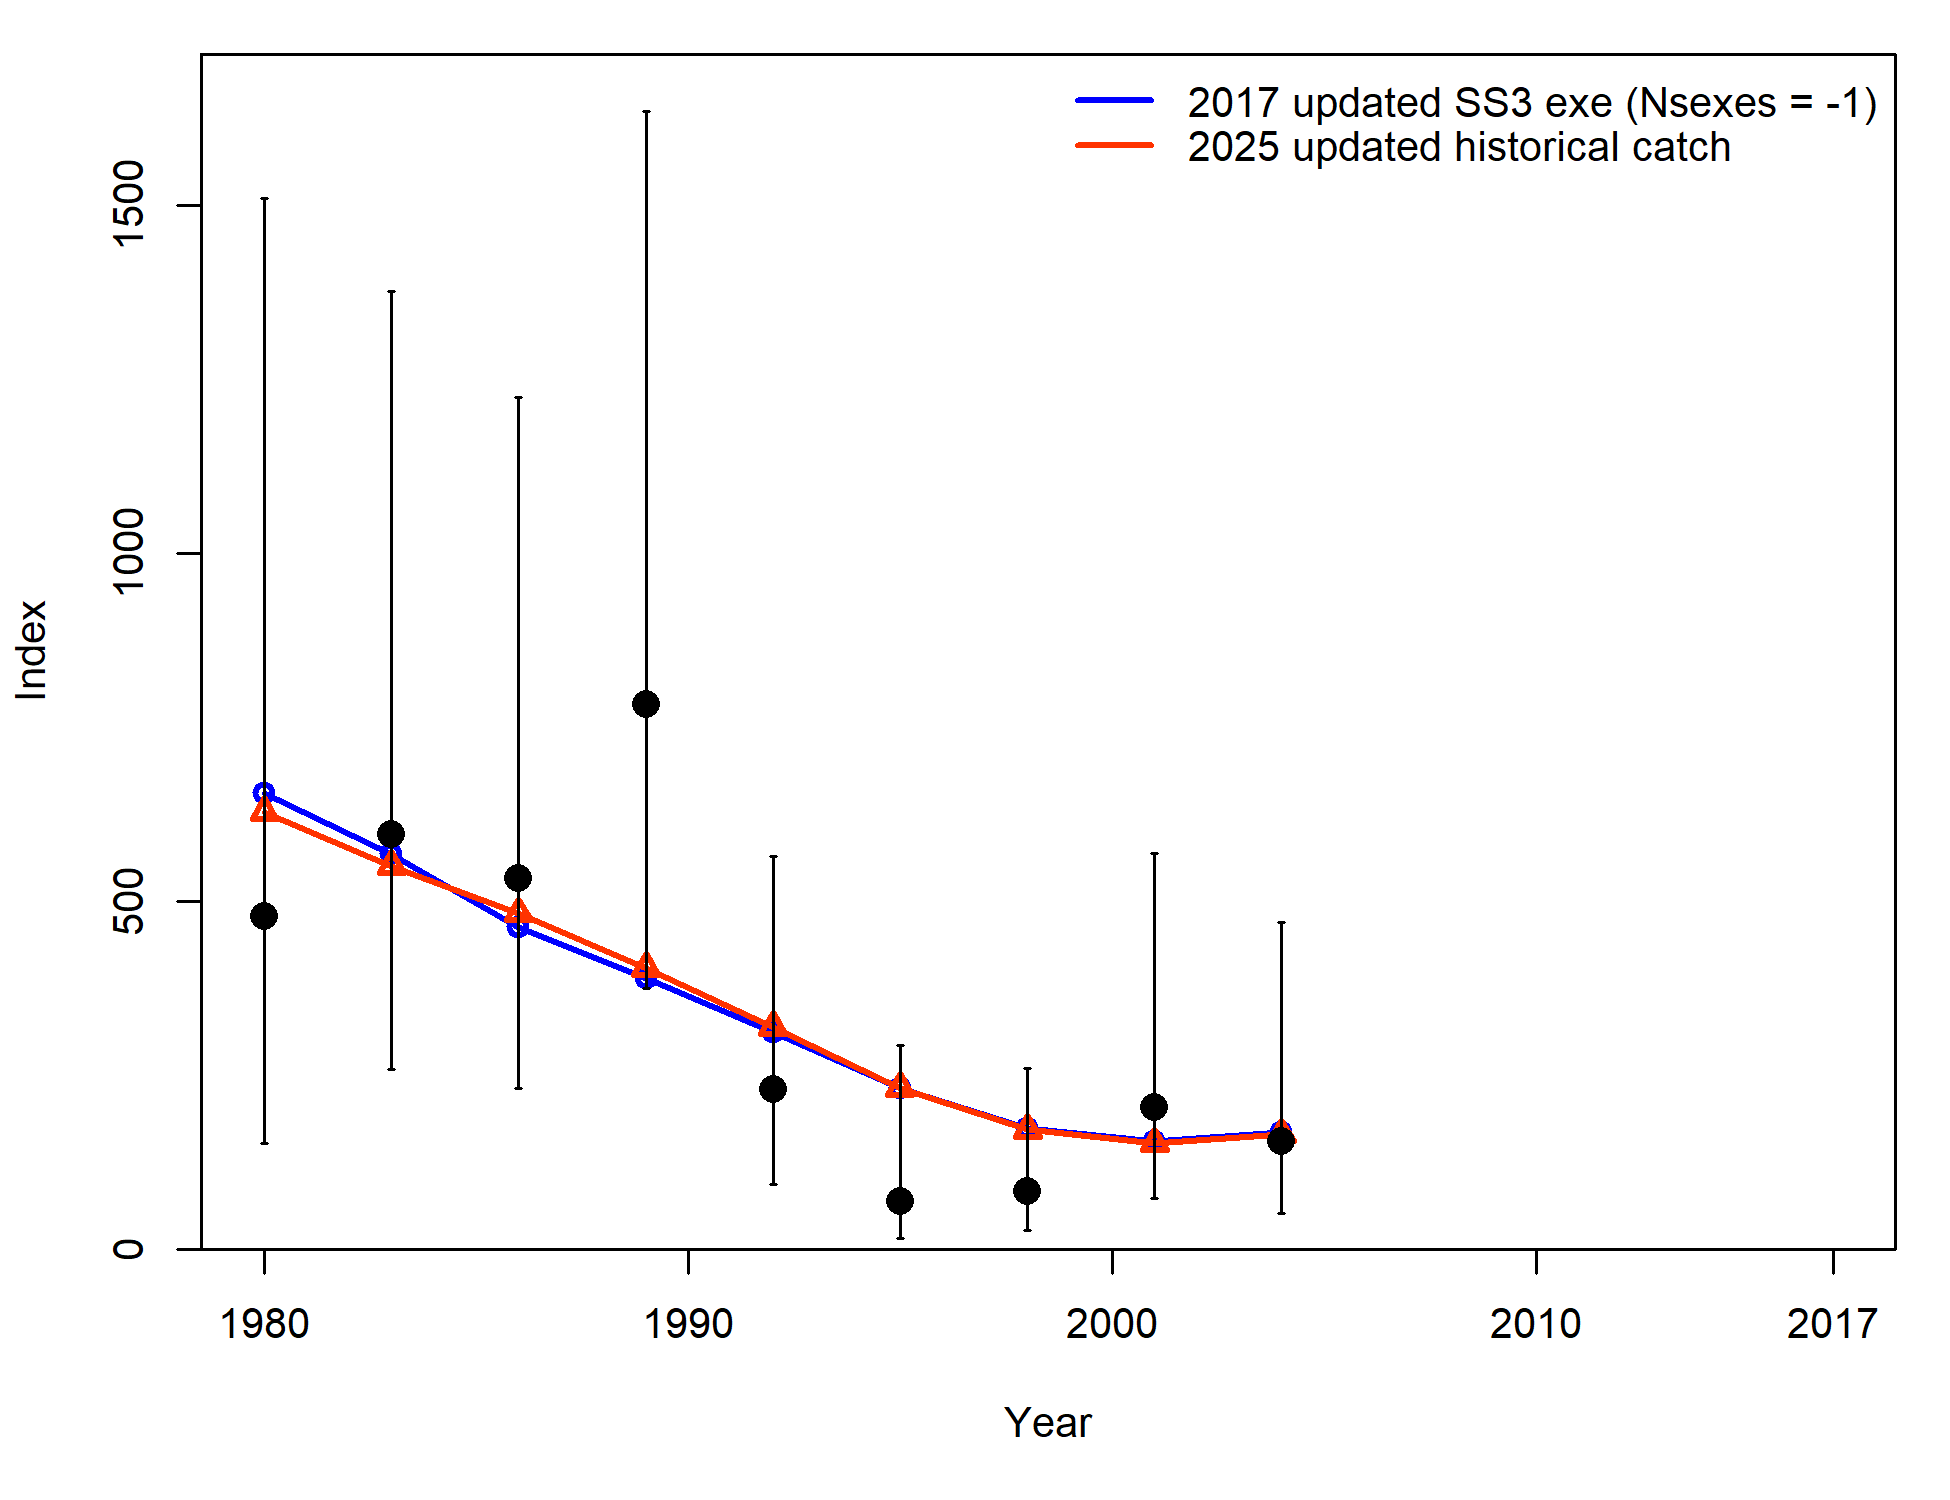 2017 updated SS3 exe (Nsexes = -1)
2025 updated historical catch
1500
1000
500
0
Index
1980 1990 2000 2010 2017
Year